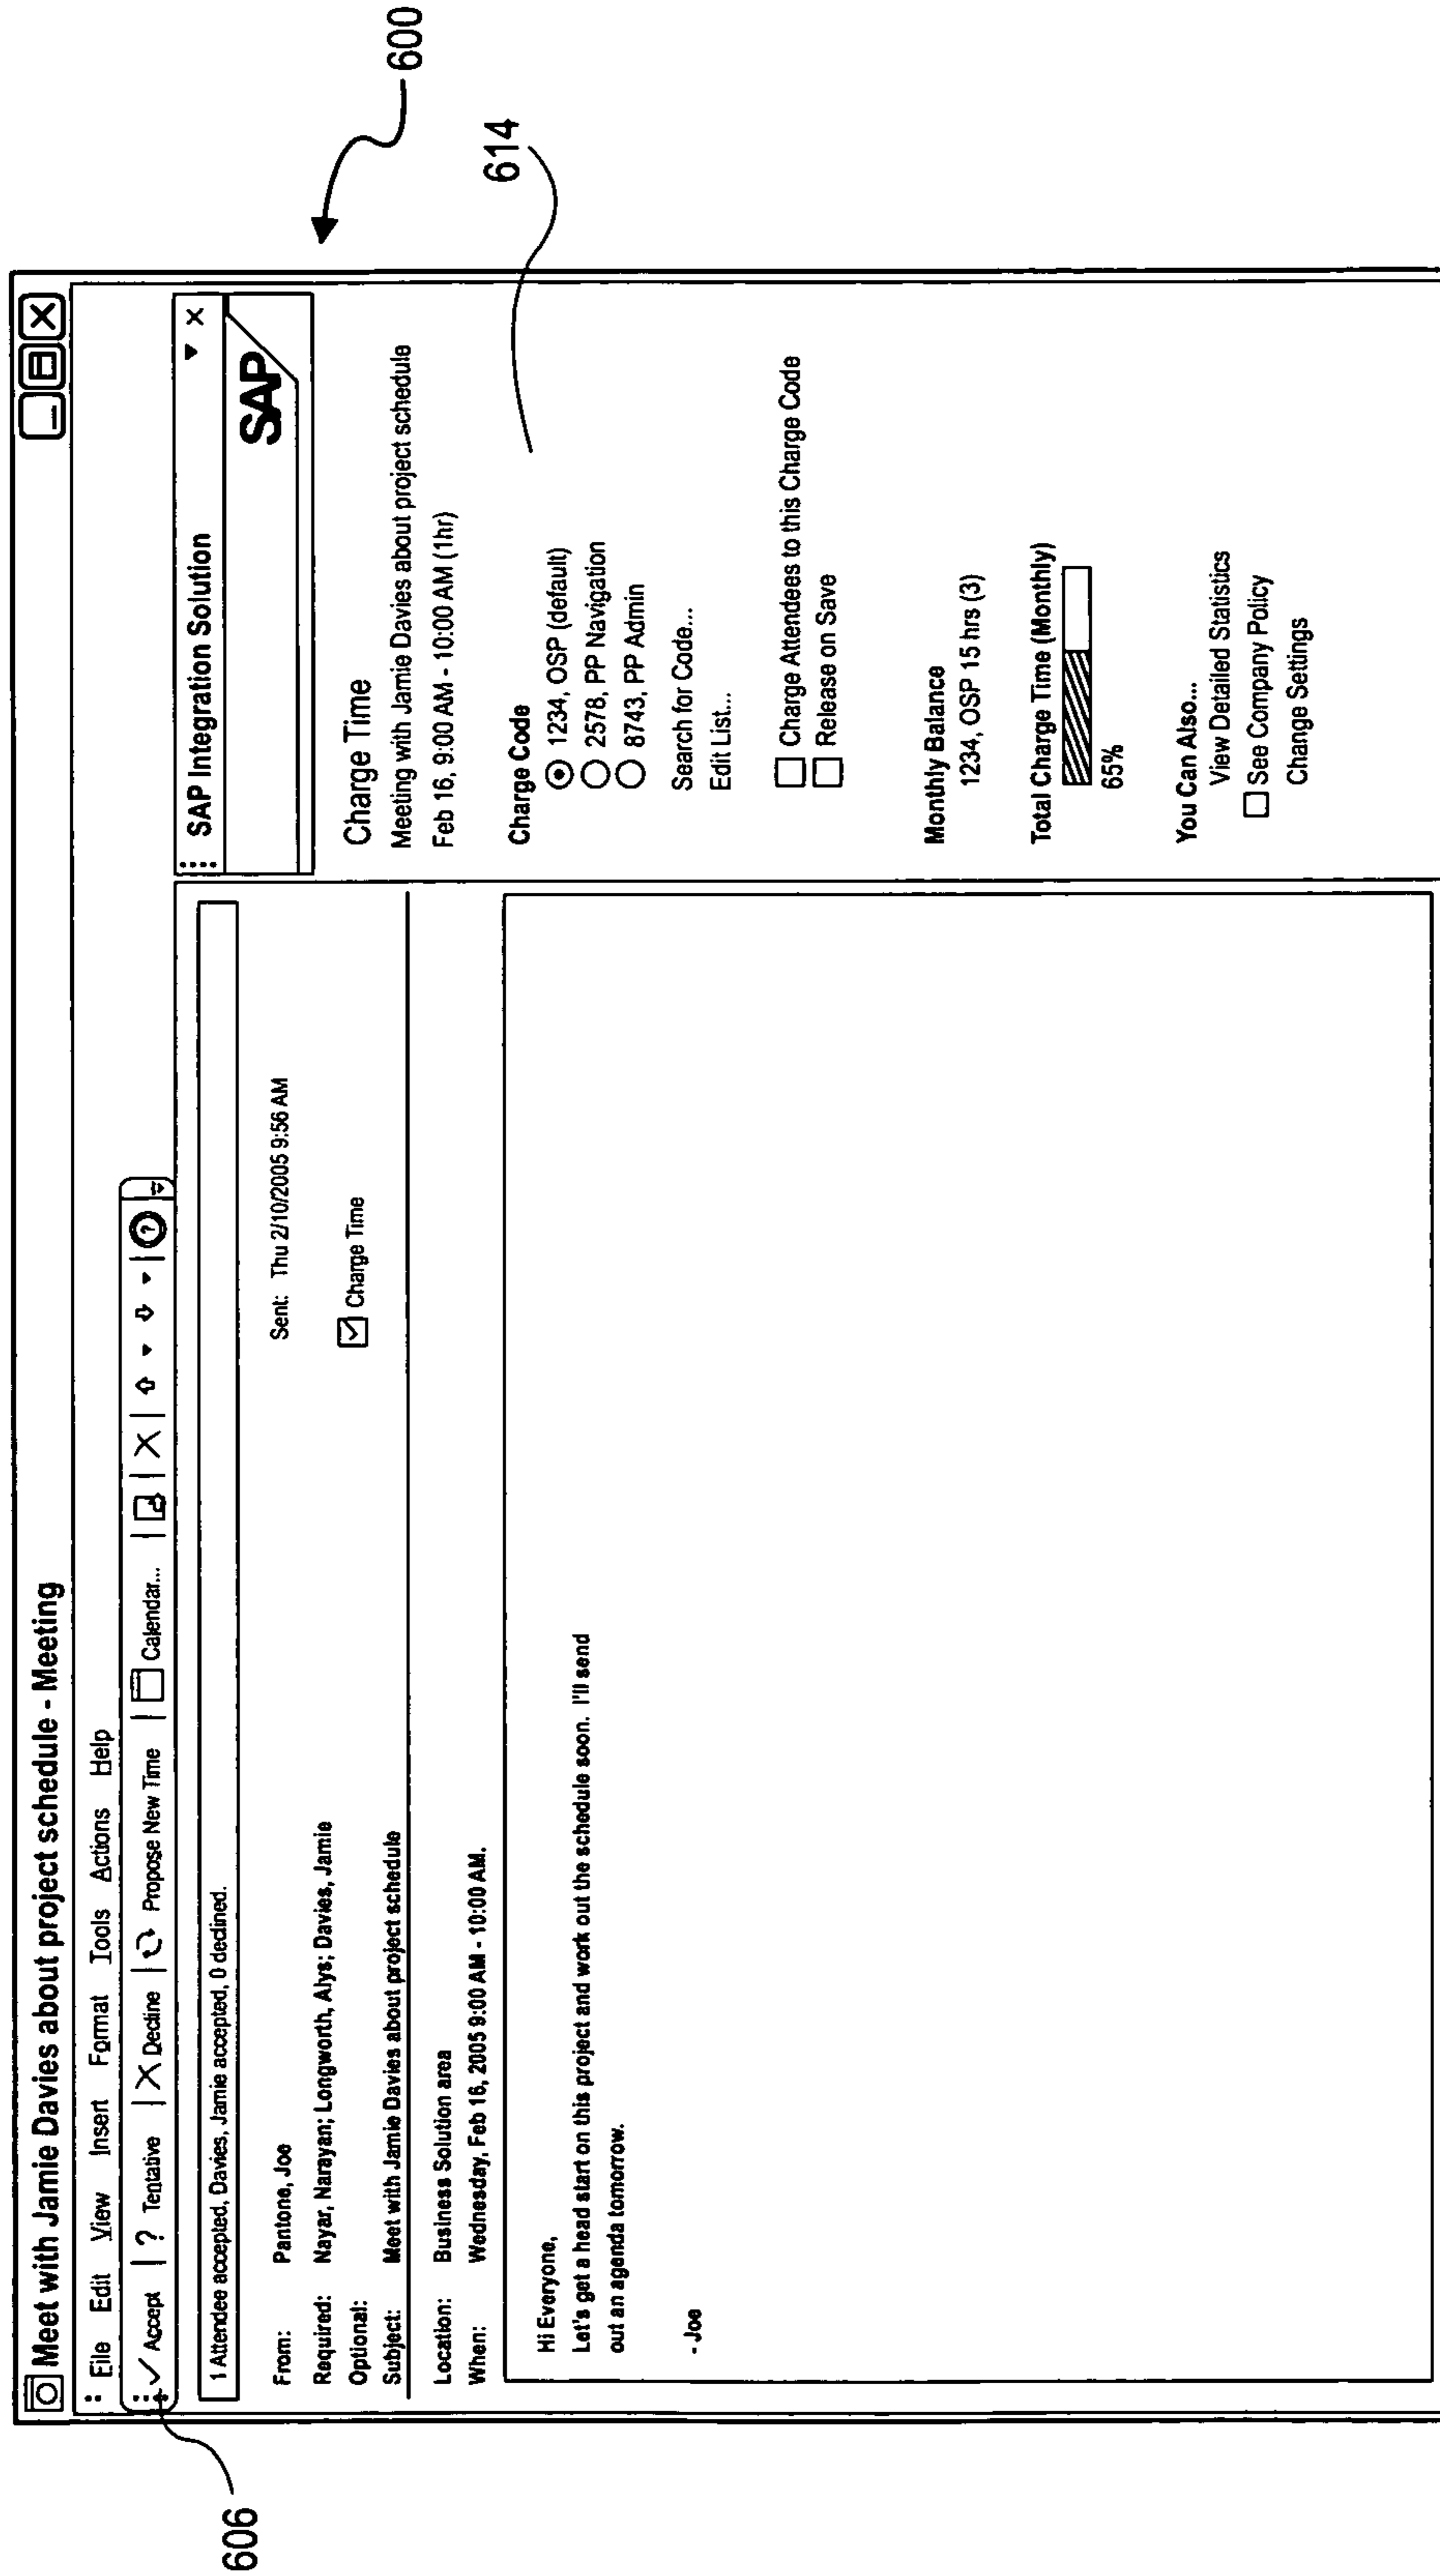 600
614
606
Meet with Jamie Davies about project schedule - Meeting
File Edit View Insert Format Tools Actions Help
Accept | ? Tentative | X Decline | Propose New Time | Calendar... | | X | | ?
1 Attendee accepted, Davies, Jamie accepted, 0 declined.
From: Pantone, Joe
Sent: Thu 2/10/2005 9:56 AM
Required: Nayar, Narayan; Longworth, Alys; Davies, Jamie
Optional:
Charge Time
Subject: Meet with Jamie Davies about project schedule
Location: Business Solution area
When: Wednesday, Feb 16, 2005 9:00 AM - 10:00 AM.
Hi Everyone,
Let's get a head start on this project and work out the schedule soon. I'll send
out an agenda tomorrow.
- Joe
SAP Integration Solution
SAP
Charge Time
Meeting with Jamie Davies about project schedule
Feb 16, 9:00 AM - 10:00 AM (1hr)
Charge Code
1234, OSP (default)
2578, PP Navigation
8743, PP Admin
Search for Code...
Edit List...
Charge Attendees to this Charge Code
Release on Save
Monthly Balance
1234, OSP 15 hrs (3)
Total Charge Time (Monthly)
65%
You Can Also...
View Detailed Statistics
See Company Policy
Change Settings